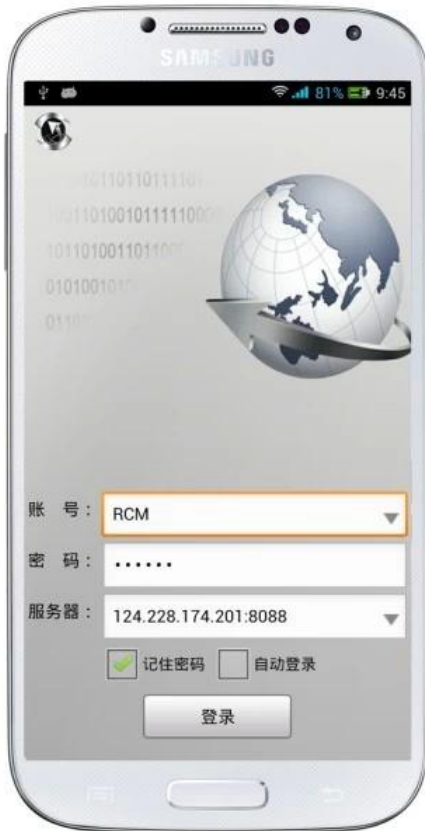 SAMSUNG
81% 9:45
账 号：
RCM
密 码：
••••••
服务器：
124.228.174.201:8088
记住密码 自动登录
登录